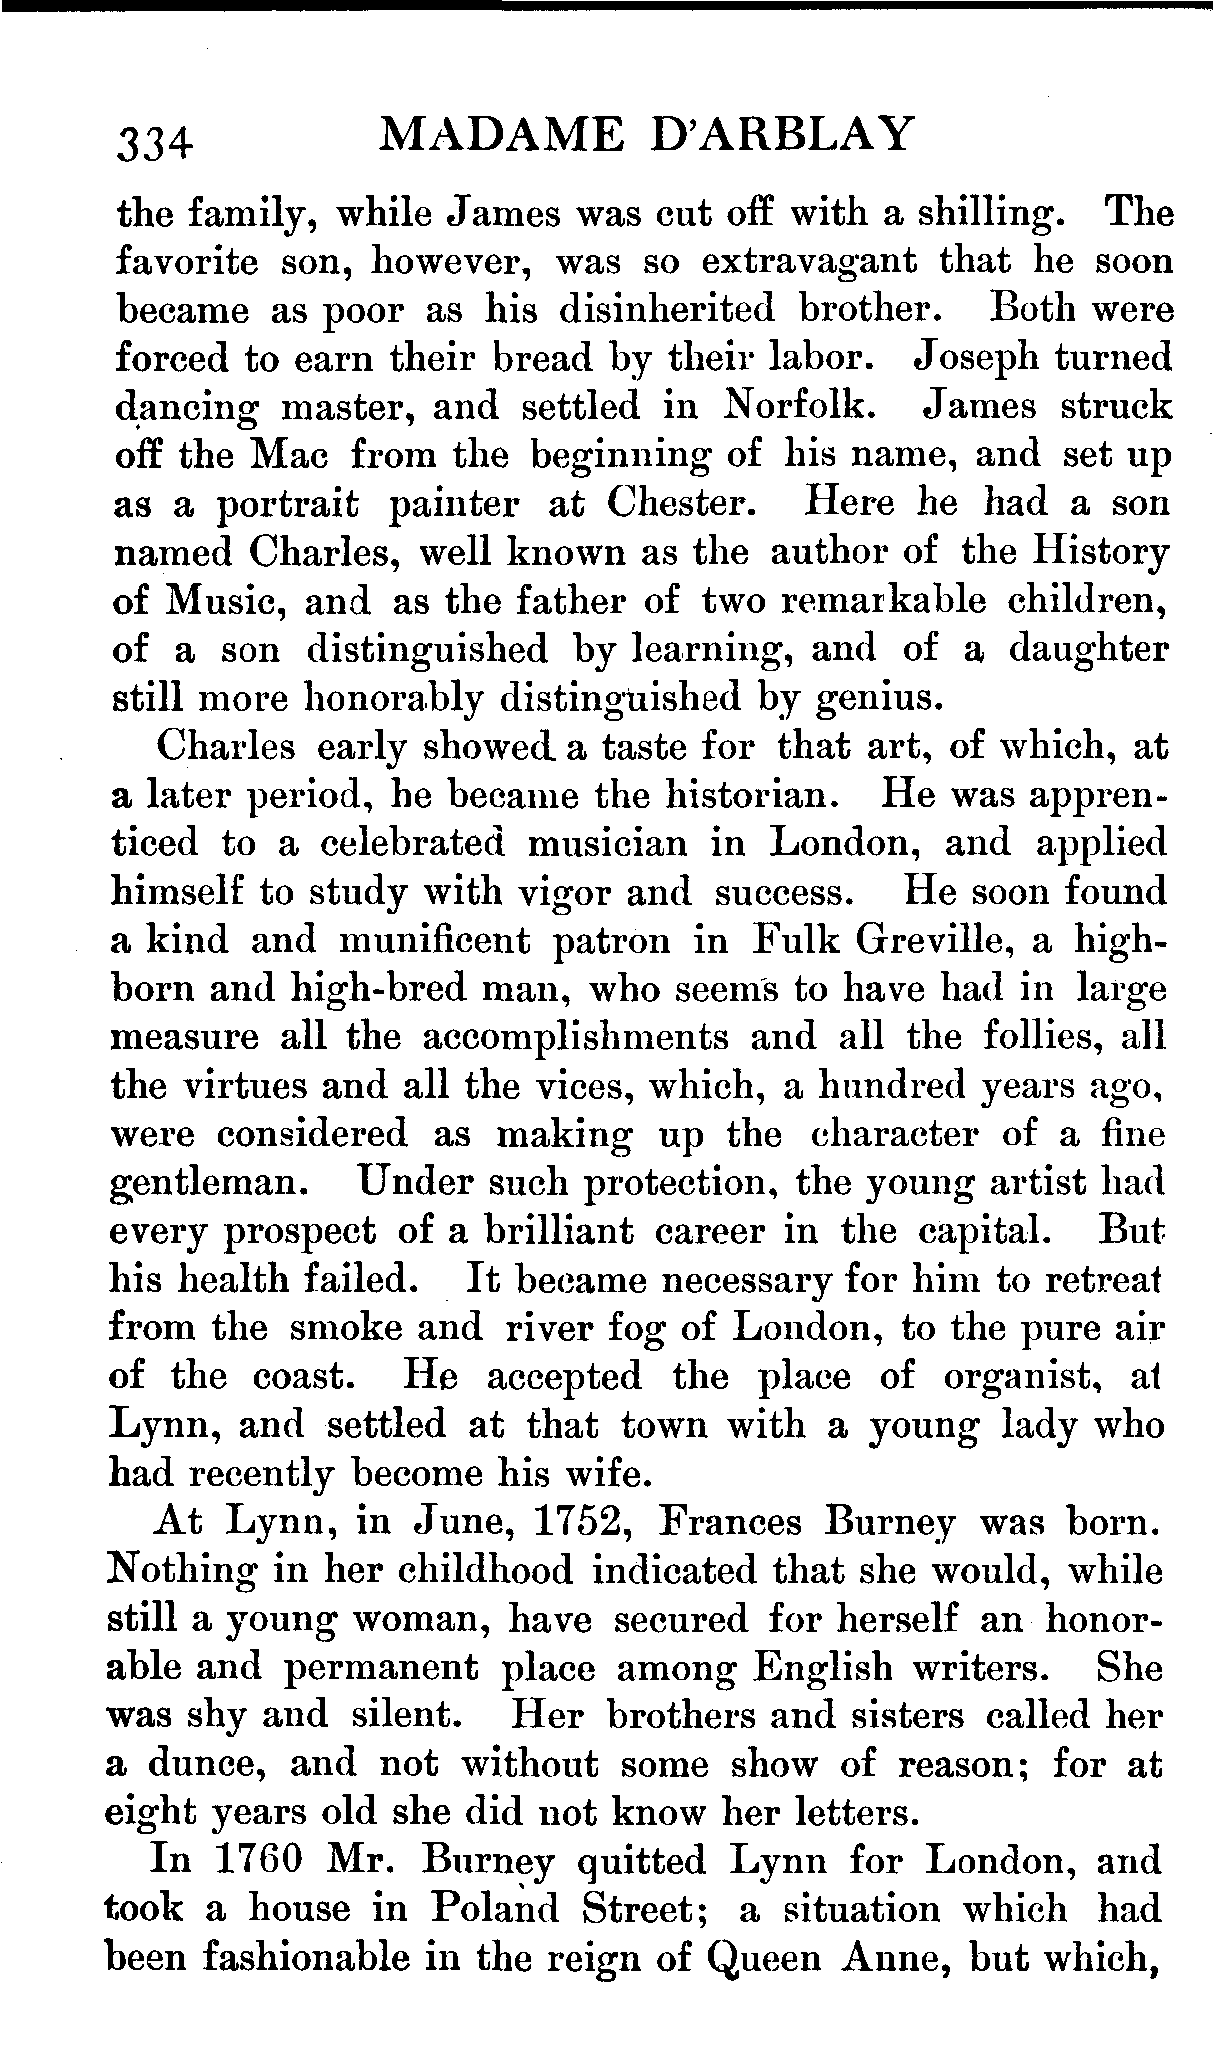 334 MADAME D'ARBLAY
the family, while James was cut off with a shilling. The
favorite son, however, was so extravagant that he soon
became as poor as his disinherited brother. Both were
forced to earn their bread by their labor. Joseph turned
dancing master, and settled in Norfolk. James struck
off the Mac from the beginning of his name, and set up
as a portrait painter at Chester. Here he had a son
named Charles, well known as the author of the History
of Music, and as the father of two remarkable children,
of a son distinguished by learning, and of a daughter
still more honorably distinguished by genius.
Charles early showed a taste for that art, of which, at
a later period, he became the historian. He was appren-
ticed to a celebrated musician in London, and applied
himself to study with vigor and success. He soon found
a kind and munificent patron in Fulk Greville, a high-
born and high-bred man, who seems to have had in large
measure all the accomplishments and all the follies, all
the virtues and all the vices, which, a hundred years ago,
were considered as making up the character of a fine
gentleman. Under such protection, the young artist had
every prospect of a brilliant career in the capital. But
his health failed. It became necessary for him to retreat
from the smoke and river fog of London, to the pure air
of the coast. He accepted the place of organist, at
Lynn, and settled at that town with a young lady who
had recently become his wife.
At Lynn, in June, 1752, Frances Burney was born.
Nothing in her childhood indicated that she would, while
still a young woman, have secured for herself an honor-
able and permanent place among English writers. She
was shy and silent. Her brothers and sisters called her
a dunce, and not without some show of reason; for at
eight years old she did not know her letters.
In 1760 Mr. Burney quitted Lynn for London, and
took a house in Poland Street; a situation which had
been fashionable in the reign of Queen Anne, but which,